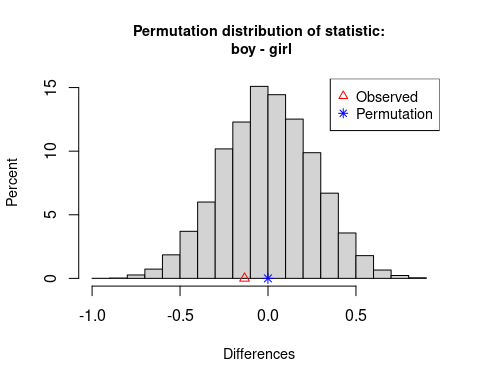 Permutation distribution of statistic:
boy - girl
Observed
Permutation
Percent
15
10
5
0
-1.0 -0.5 0.0 0.5
Differences